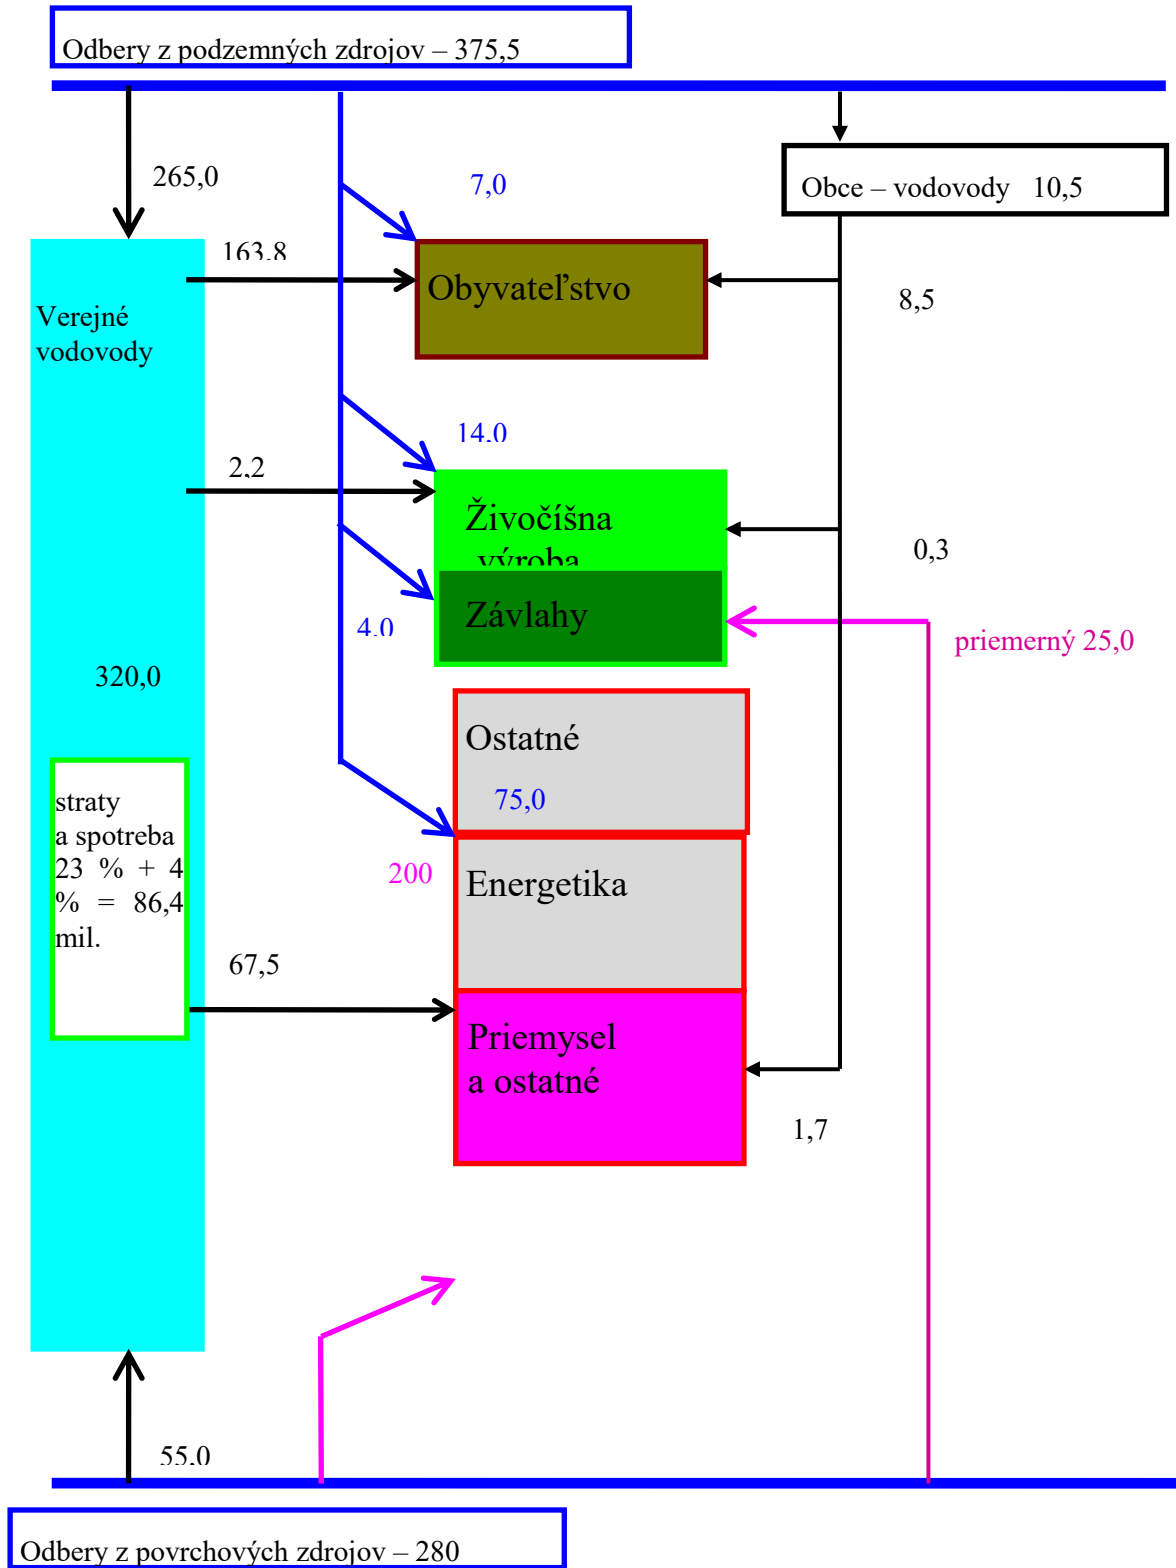 Odbery z podzemných zdrojov – 375,5
265,0
7,0
Obce – vodovody 10,5
163,8
Obyvateľstvo
8,5
Verejné
vodovody
14,0
2,2
Živočíšna
výroba
0,3
Závlahy
4,0
priemerný 25,0
320,0
Ostatné
75,0
straty
a spotreba
23 % + 4
% = 86,4
mil.
200
Energetika
67,5
Priemysel
a ostatné
1,7
55,0
Odbery z povrchových zdrojov – 280